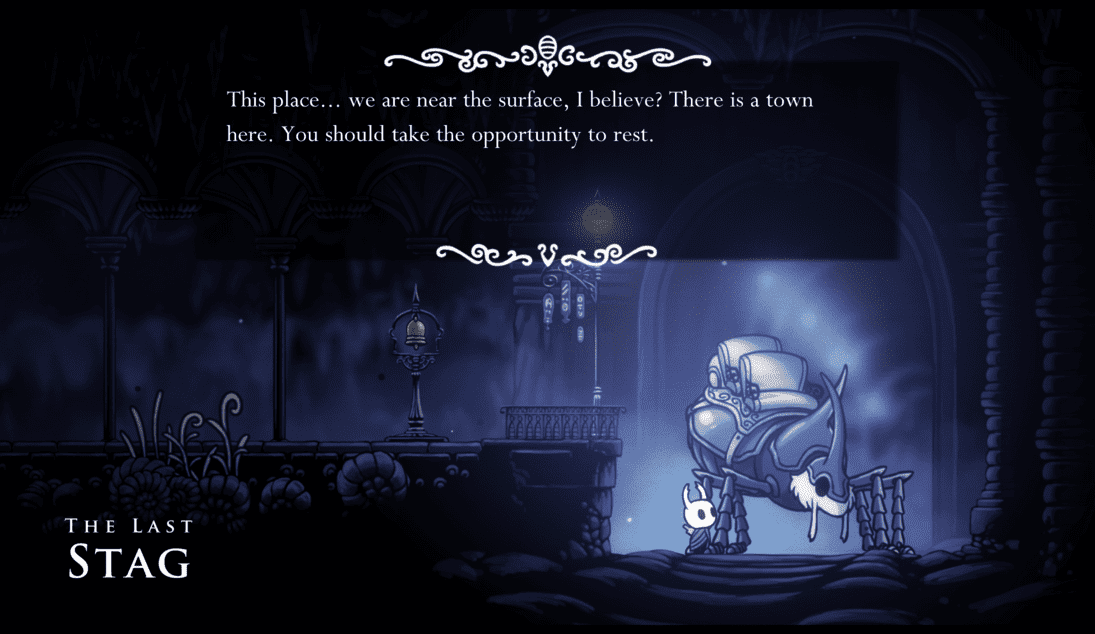 This place... we are near the surface, I believe? There is a town
here. You should take the opportunity to rest.
The Last
Stag